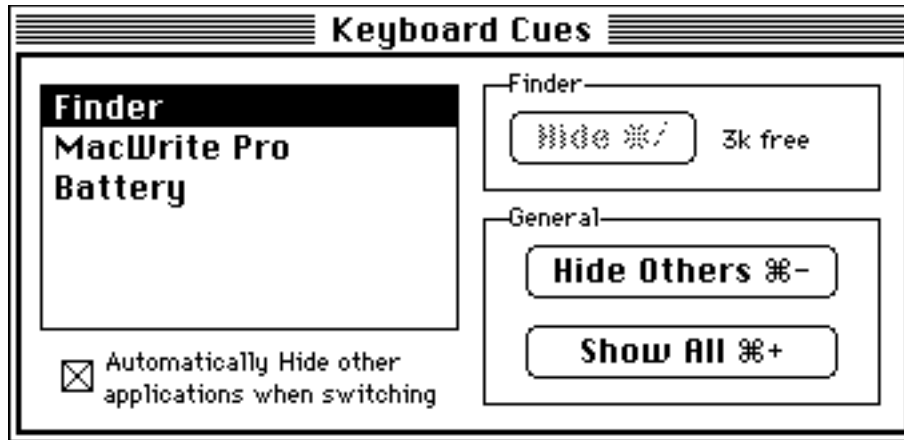 Keyboard Cues
Finder
MacWrite Pro
Battery
Automatically Hide other
applications when switching
Finder
Hide ⌘/
3k free
General
Hide Others ⌘-
Show All ⌘+